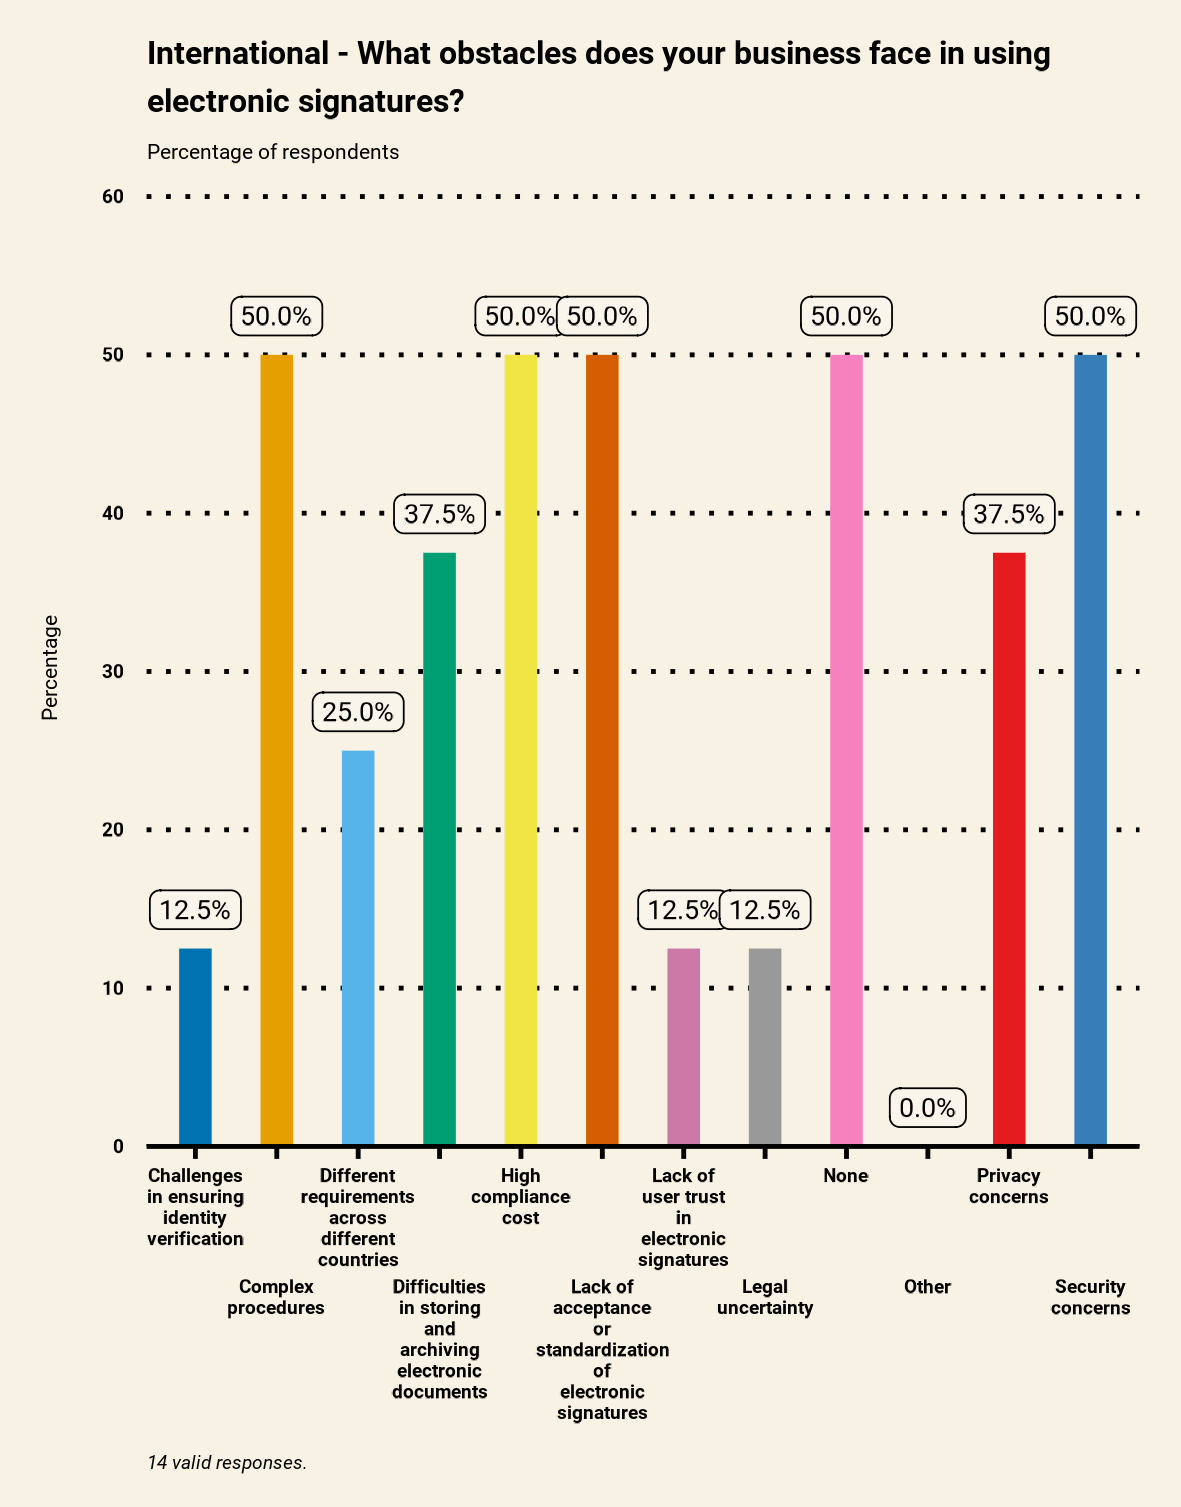 International - What obstacles does your business face in using
electronic signatures?
Percentage of respondents
60
50
40
30
20
10
0
Percentage
50.0%
50.0%
50.0%
50.0%
50.0%
37.5%
37.5%
25.0%
12.5%
12.5%
12.5%
0.0%
Challenges
in ensuring
identity
verification
Complex
procedures
Different
requirements
across
different
countries
Difficulties
in storing
and
archiving
electronic
documents
High
compliance
cost
Lack of
acceptance
or
standardization
of
electronic
signatures
Lack of
user trust
in
electronic
signatures
Legal
uncertainty
None
Other
Privacy
concerns
Security
concerns
14 valid responses.